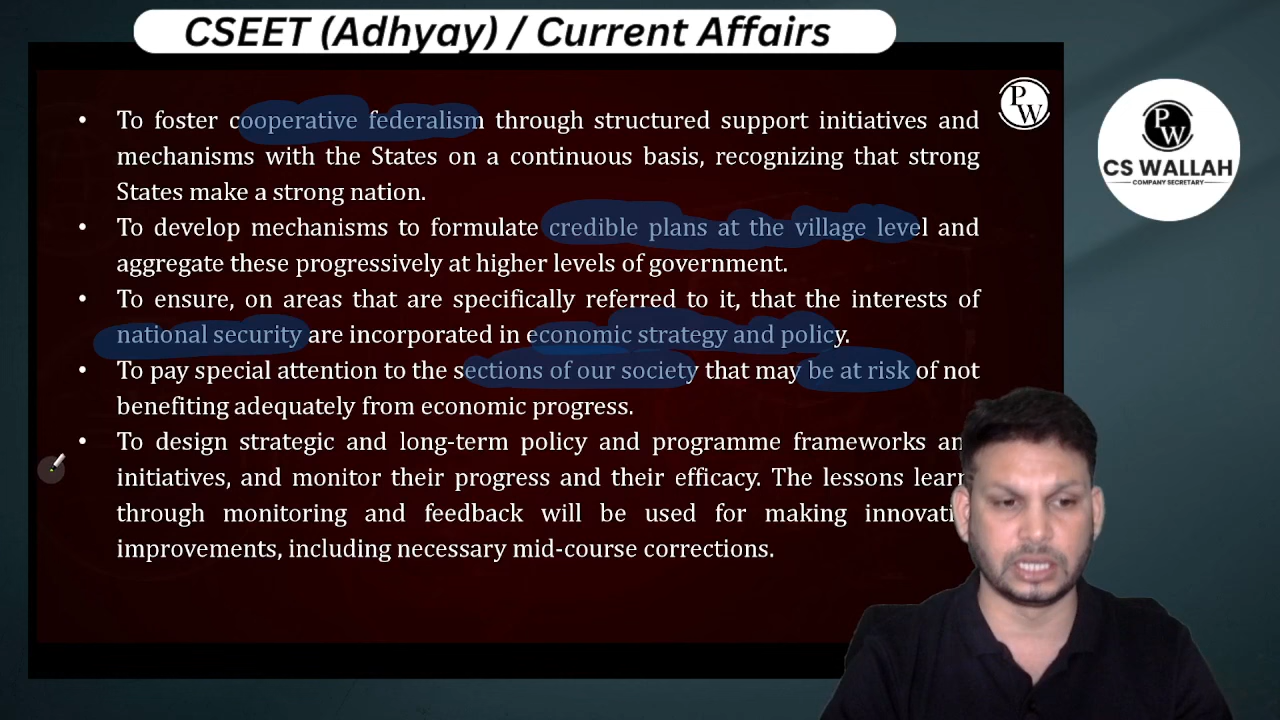 CSEET (Adhyay) / Current Affairs
PW
PW
CS WALLAH
COMPANY SECRETARY
• To foster cooperative federalism through structured support initiatives and
mechanisms with the States on a continuous basis, recognizing that strong
States make a strong nation.
• To develop mechanisms to formulate credible plans at the village level and
aggregate these progressively at higher levels of government.
• To ensure, on areas that are specifically referred to it, that the interests of
national security are incorporated in economic strategy and policy.
• To pay special attention to the sections of our society that may be at risk of not
benefiting adequately from economic progress.
• To design strategic and long-term policy and programme frameworks an
initiatives, and monitor their progress and their efficacy. The lessons lear
through monitoring and feedback will be used for making innovati
improvements, including necessary mid-course corrections.